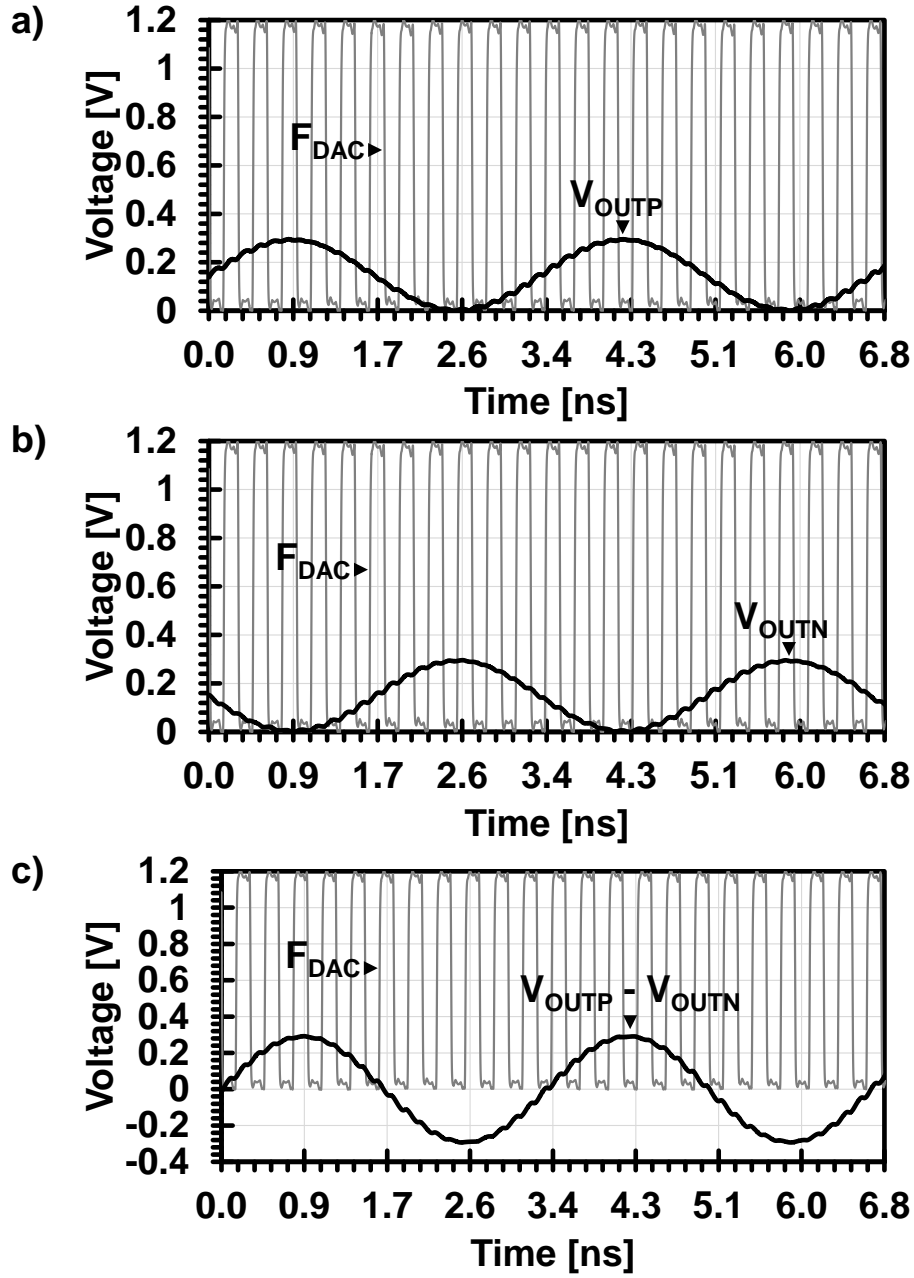 a)
Voltage [V]
1.2
1
0.8
0.6
0.4
0.2
0
FDAC
VOUTP
0.0 0.9 1.7 2.6 3.4 4.3 5.1 6.0 6.8
Time [ns]
b)
Voltage [V]
1.2
1
0.8
0.6
0.4
0.2
0
FDAC
VOUTN
0.0 0.9 1.7 2.6 3.4 4.3 5.1 6.0 6.8
Time [ns]
c)
Voltage [V]
1.2
1
0.8
0.6
0.4
0.2
0
-0.2
-0.4
FDAC
VOUTP - VOUTN
0.0 0.9 1.7 2.6 3.4 4.3 5.1 6.0 6.8
Time [ns]